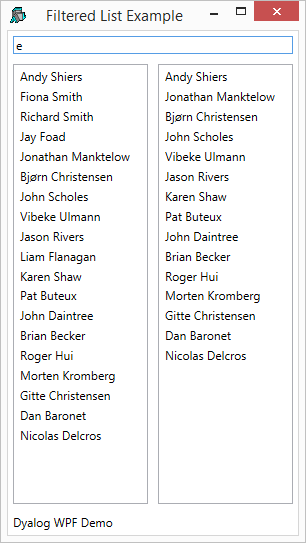 Filtered List Example
e
Andy Shiers
Fiona Smith
Richard Smith
Jay Foad
Jonathan Manktelow
Bjørn Christensen
John Scholes
Vibeke Ulmann
Jason Rivers
Liam Flanagan
Karen Shaw
Pat Buteux
John Daintree
Brian Becker
Roger Hui
Morten Kromberg
Gitte Christensen
Dan Baronet
Nicolas Delcros
Andy Shiers
Jonathan Manktelow
Bjørn Christensen
John Scholes
Vibeke Ulmann
Jason Rivers
Karen Shaw
Pat Buteux
John Daintree
Brian Becker
Roger Hui
Morten Kromberg
Gitte Christensen
Dan Baronet
Nicolas Delcros
Dyalog WPF Demo